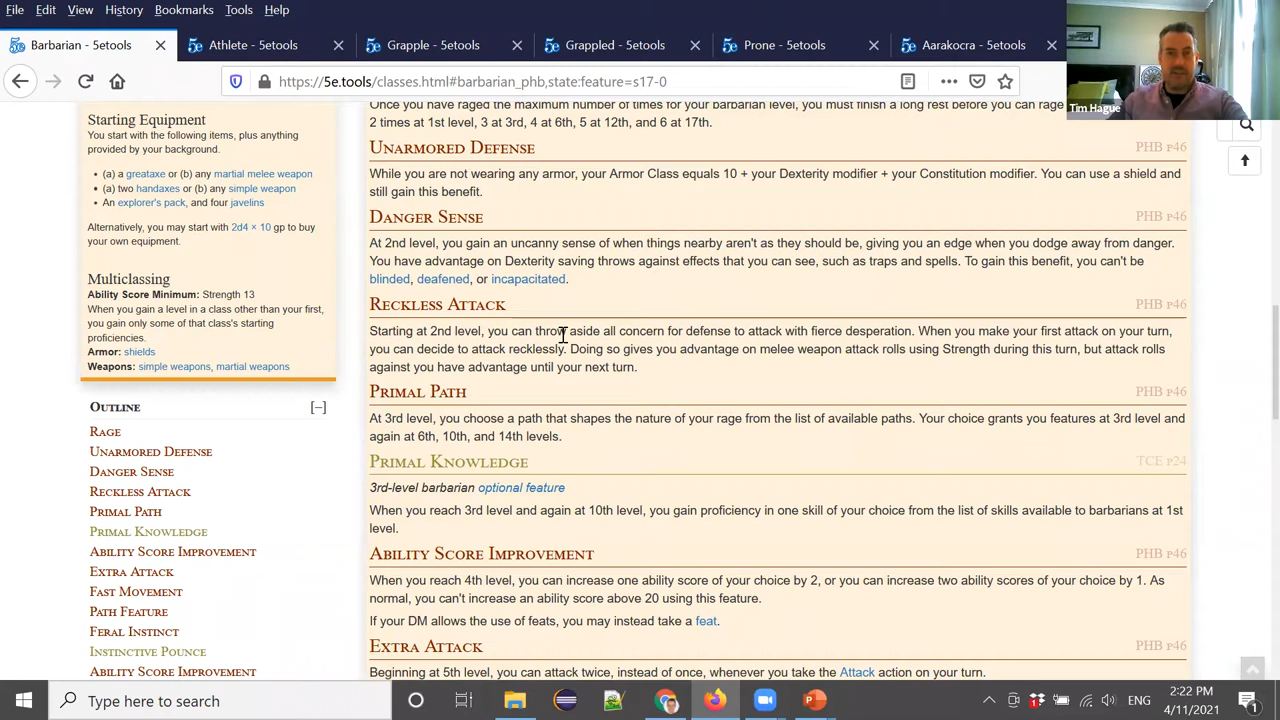 File Edit View History Bookmarks Tools Help
Barbarian - 5etools Athlete - 5etools Grapple - 5etools Grappled - 5etools Prone - 5etools Aarakocra - 5etools
https://5e.tools/classes.html#barbarian_phb,state:feature=s17-0
Tim Hague
Starting Equipment
You start with the following items, plus anything
provided by your background.
• (a) a greataxe or (b) any martial melee weapon
• (a) two handaxes or (b) any simple weapon
• An explorer's pack, and four javelins
Alternatively, you may start with 2d4 × 10 gp to buy
your own equipment.
Multiclassing
Ability Score Minimum: Strength 13
When you gain a level in a class other than your first,
you gain only some of that class's starting
proficiencies.
Armor: shields
Weapons: simple weapons, martial weapons
Outline [–]
Rage
Unarmored Defense
Danger Sense
Reckless Attack
Primal Path
Primal Knowledge
Ability Score Improvement
Extra Attack
Fast Movement
Path Feature
Feral Instinct
Instinctive Pounce
Ability Score Improvement
Once you have raged the maximum number of times for your barbarian level, you must finish a long rest before you can rage
2 times at 1st level, 3 at 3rd, 4 at 6th, 5 at 12th, and 6 at 17th.
Unarmored Defense PHB p46
While you are not wearing any armor, your Armor Class equals 10 + your Dexterity modifier + your Constitution modifier. You can use a shield and
still gain this benefit.
Danger Sense PHB p46
At 2nd level, you gain an uncanny sense of when things nearby aren't as they should be, giving you an edge when you dodge away from danger.
You have advantage on Dexterity saving throws against effects that you can see, such as traps and spells. To gain this benefit, you can't be
blinded, deafened, or incapacitated.
Reckless Attack PHB p46
Starting at 2nd level, you can throw aside all concern for defense to attack with fierce desperation. When you make your first attack on your turn,
you can decide to attack recklessly. Doing so gives you advantage on melee weapon attack rolls using Strength during this turn, but attack rolls
against you have advantage until your next turn.
Primal Path PHB p46
At 3rd level, you choose a path that shapes the nature of your rage from the list of available paths. Your choice grants you features at 3rd level and
again at 6th, 10th, and 14th levels.
Primal Knowledge TCE p24
3rd-level barbarian optional feature
When you reach 3rd level and again at 10th level, you gain proficiency in one skill of your choice from the list of skills available to barbarians at 1st
level.
Ability Score Improvement PHB p46
When you reach 4th level, you can increase one ability score of your choice by 2, or you can increase two ability scores of your choice by 1. As
normal, you can't increase an ability score above 20 using this feature.
If your DM allows the use of feats, you may instead take a feat.
Extra Attack PHB p46
Beginning at 5th level, you can attack twice, instead of once, whenever you take the Attack action on your turn.
Type here to search
ENG
2:22 PM
4/11/2021